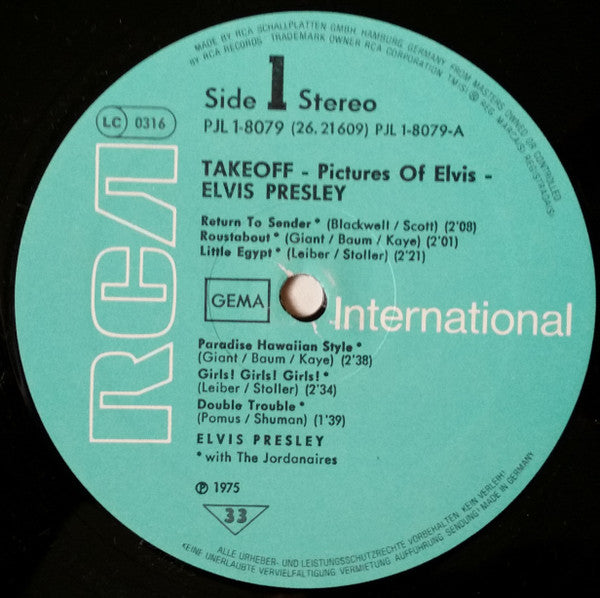 MADE BY RCA SCHALLPLATTEN GMBH, HAMBURG, GERMANY, FROM MASTERS OWNED OR CONTROLLED
BY RCA RECORDS · TRADEMARK OWNER RCA CORPORATION · TM(S) ® REG. MARCA(S) REGISTRADA(S)
Side 1 Stereo
LC 0316
PJL 1-8079 (26.21609) PJL 1-8079-A
TAKEOFF - Pictures Of Elvis -
ELVIS PRESLEY
Return To Sender * (Blackwell / Scott) (2'08)
Roustabout * (Giant / Baum / Kaye) (2'01)
Little Egypt * (Leiber / Stoller) (2'21)
RCA
GEMA
International
Paradise Hawaiian Style *
(Giant / Baum / Kaye) (2'38)
Girls! Girls! Girls! *
(Leiber / Stoller) (2'34)
Double Trouble *
(Pomus / Shuman) (1'39)
ELVIS PRESLEY
* with The Jordanaires
℗ 1975
33
ALLE URHEBER- UND LEISTUNGSSCHUTZRECHTE VORBEHALTEN. KEIN VERLEIH!
KEINE UNERLAUBTE VERVIELFÄLTIGUNG, VERMIETUNG, AUFFÜHRUNG, SENDUNG! MADE IN GERMANY